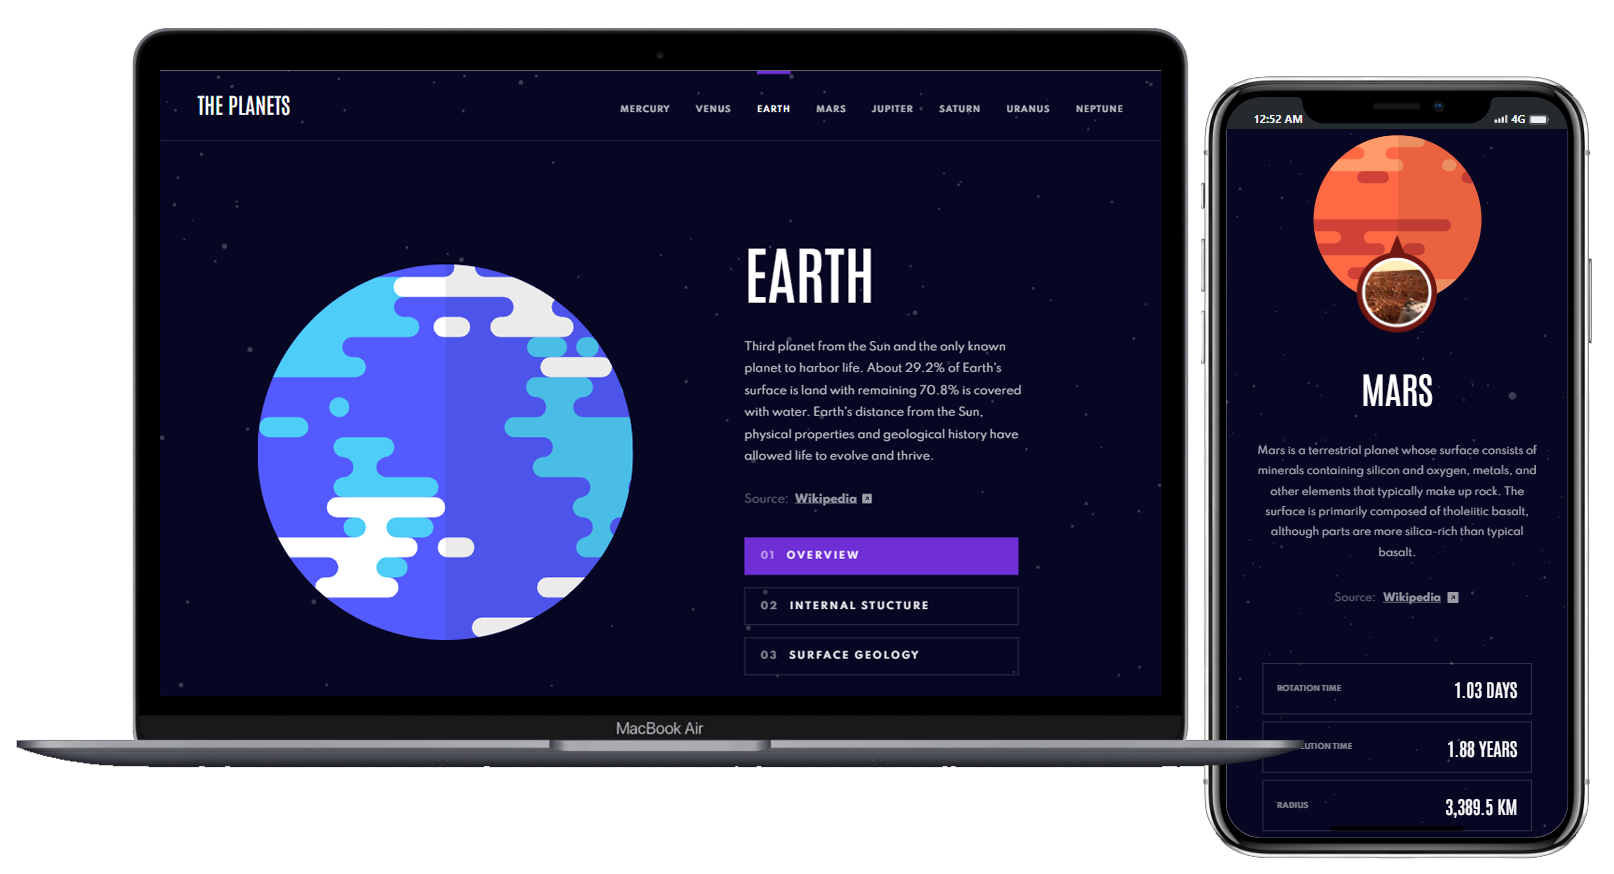 THE PLANETS
MERCURY VENUS EARTH MARS JUPITER SATURN URANUS NEPTUNE
EARTH
Third planet from the Sun and the only known
planet to harbor life. About 29.2% of Earth's
surface is land with remaining 70.8% is covered
with water. Earth's distance from the Sun,
physical properties and geological history have
allowed life to evolve and thrive.
Source: Wikipedia
01 OVERVIEW
02 INTERNAL STUCTURE
03 SURFACE GEOLOGY
MacBook Air
12:52 AM 4G
MARS
Mars is a terrestrial planet whose surface consists of
minerals containing silicon and oxygen, metals, and
other elements that typically make up rock. The
surface is primarily composed of tholeiitic basalt,
although parts are more silica-rich than typical
basalt.
Source: Wikipedia
ROTATION TIME 1.03 DAYS
LUTION TIME 1.88 YEARS
RADIUS 3,389.5 KM